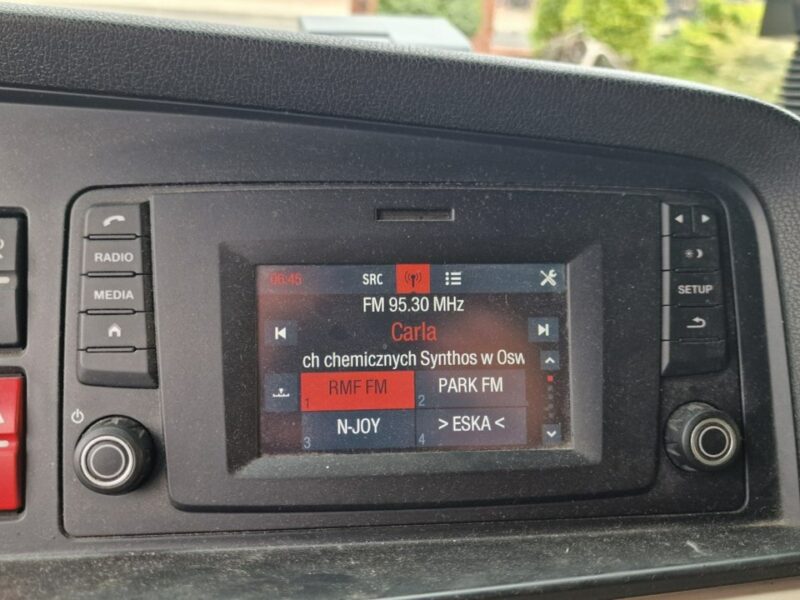 RADIO
MEDIA
SETUP
06:45
SRC
FM 95.30 MHz
Carla
ch chemicznych Synthos w Osw
RMF FM
1
PARK FM
2
N-JOY
3
> ESKA <
4